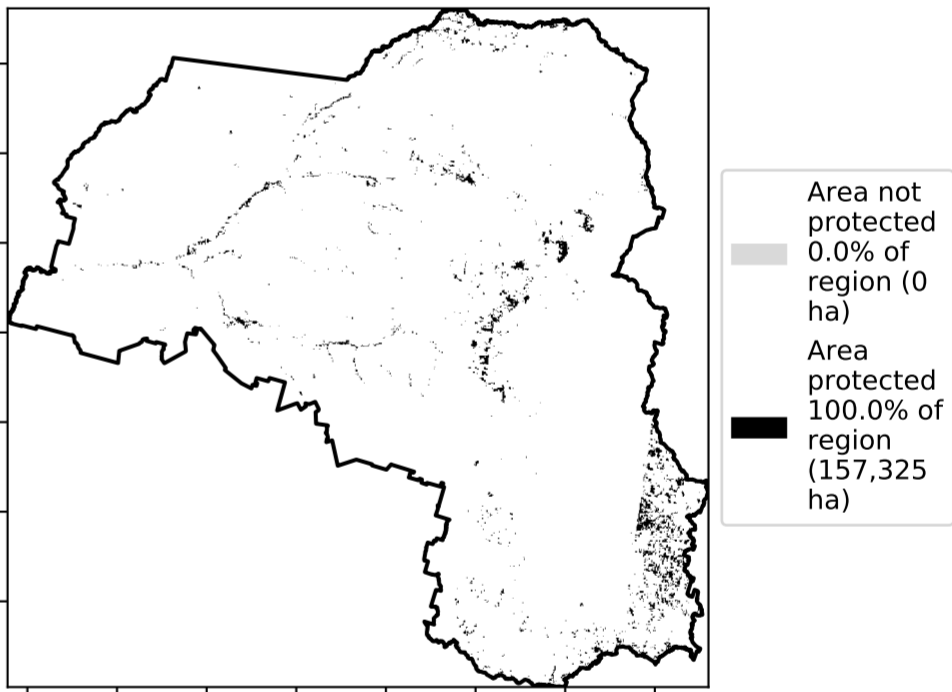 Area not
protected
0.0% of
region (0
ha)
Area
protected
100.0% of
region
(157,325
ha)